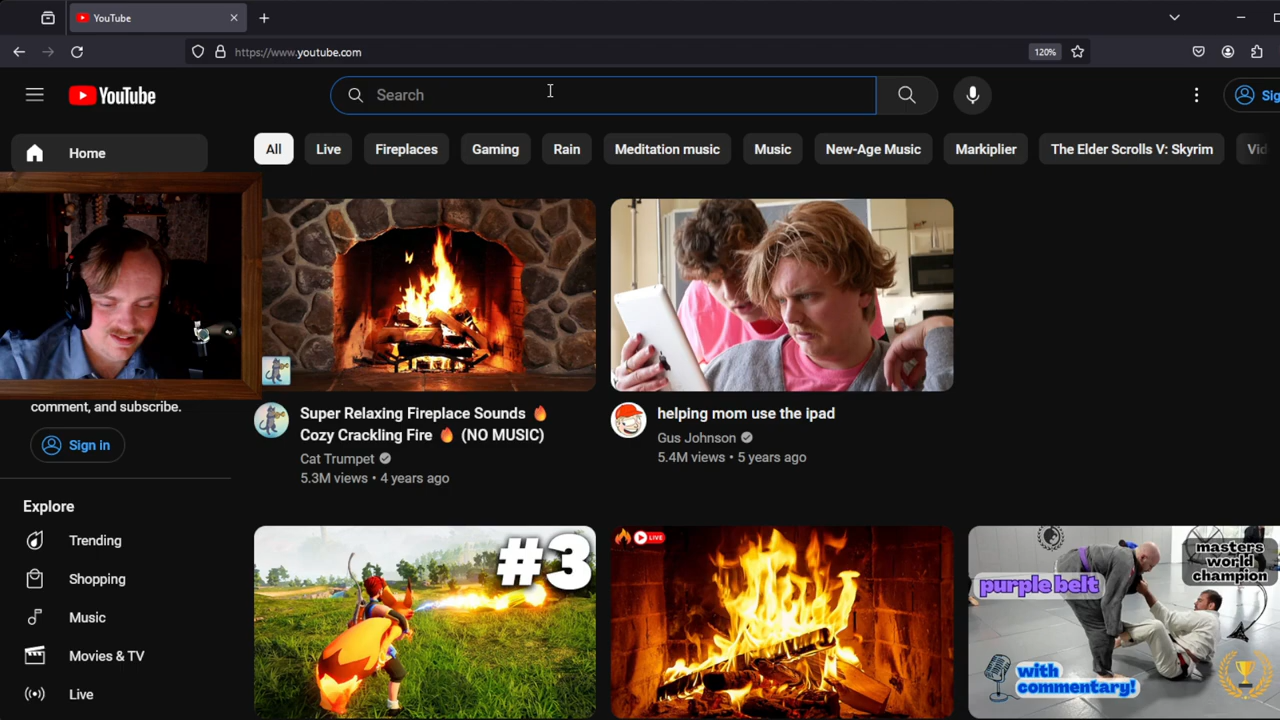 YouTube
https://www.youtube.com
120%
YouTube
Search
Sig
Home
All
Live
Fireplaces
Gaming
Rain
Meditation music
Music
New-Age Music
Markiplier
The Elder Scrolls V: Skyrim
Vid
comment, and subscribe.
Sign in
Explore
Trending
Shopping
Music
Movies & TV
Live
Super Relaxing Fireplace Sounds 🔥
Cozy Crackling Fire 🔥 (NO MUSIC)
Cat Trumpet
5.3M views • 4 years ago
helping mom use the ipad
Gus Johnson
5.4M views • 5 years ago
#3
LIVE
purple belt
masters
world
champion
with
commentary!